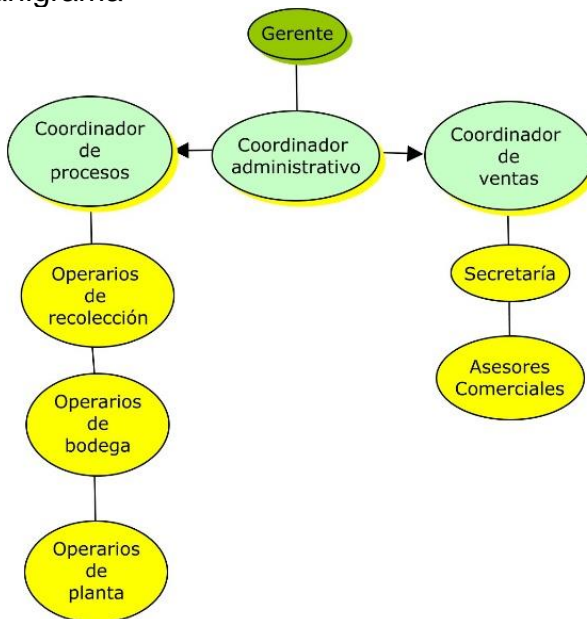 Gerente
Coordinador
de
procesos
Coordinador
administrativo
Coordinador
de
ventas
Operarios
de
recolección
Secretaría
Operarios
de
bodega
Asesores
Comerciales
Operarios
de
planta